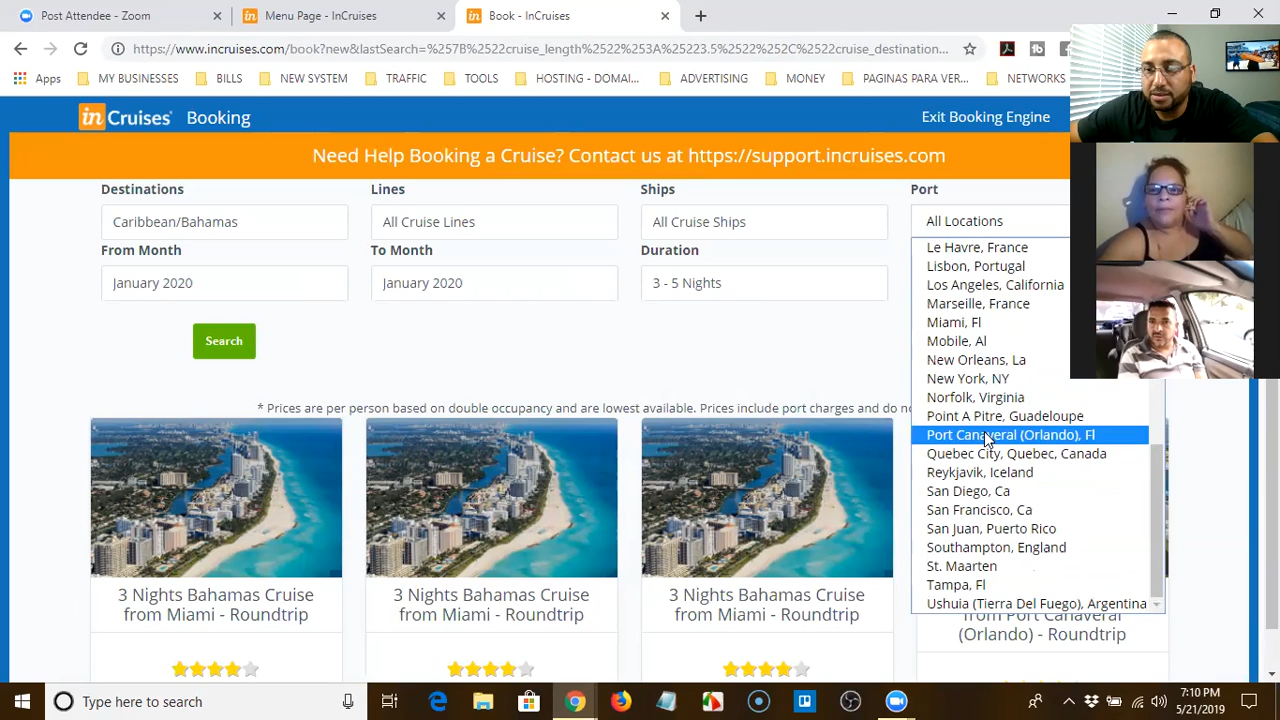 Post Attendee - Zoom
Menu Page - InCruises
Book - InCruises
https://www.incruises.com/book?new&lastSearch=%257B%2522cruise_length%2522%253A%25223.5%2522%252C%2522cruise_destination...
Apps
MY BUSINESSES
BILLS
NEW SYSTEM
TRAFFIC
TOOLS
HOSTING - DOMAI...
ADVERTISING
MONEY
PAGINAS PARA VER...
NETWORKS
inCruises Booking
Exit Booking Engine
Need Help Booking a Cruise? Contact us at https://support.incruises.com
Destinations
Lines
Ships
Port
Caribbean/Bahamas
All Cruise Lines
All Cruise Ships
All Locations
From Month
To Month
Duration
January 2020
January 2020
3 - 5 Nights
Search
Le Havre, France
Lisbon, Portugal
Los Angeles, California
Marseille, France
Miami, Fl
Mobile, Al
New Orleans, La
New York, NY
Norfolk, Virginia
Point A Pitre, Guadeloupe
Port Canaveral (Orlando), Fl
Quebec City, Quebec, Canada
Reykjavik, Iceland
San Diego, Ca
San Francisco, Ca
San Juan, Puerto Rico
Southampton, England
St. Maarten
Tampa, Fl
Ushuia (Tierra Del Fuego), Argentina
* Prices are per person based on double occupancy and are lowest available. Prices include port charges and do
3 Nights Bahamas Cruise
from Miami - Roundtrip
3 Nights Bahamas Cruise
from Miami - Roundtrip
3 Nights Bahamas Cruise
from Miami - Roundtrip
from Port Canaveral
(Orlando) - Roundtrip
Type here to search
7:10 PM
5/21/2019